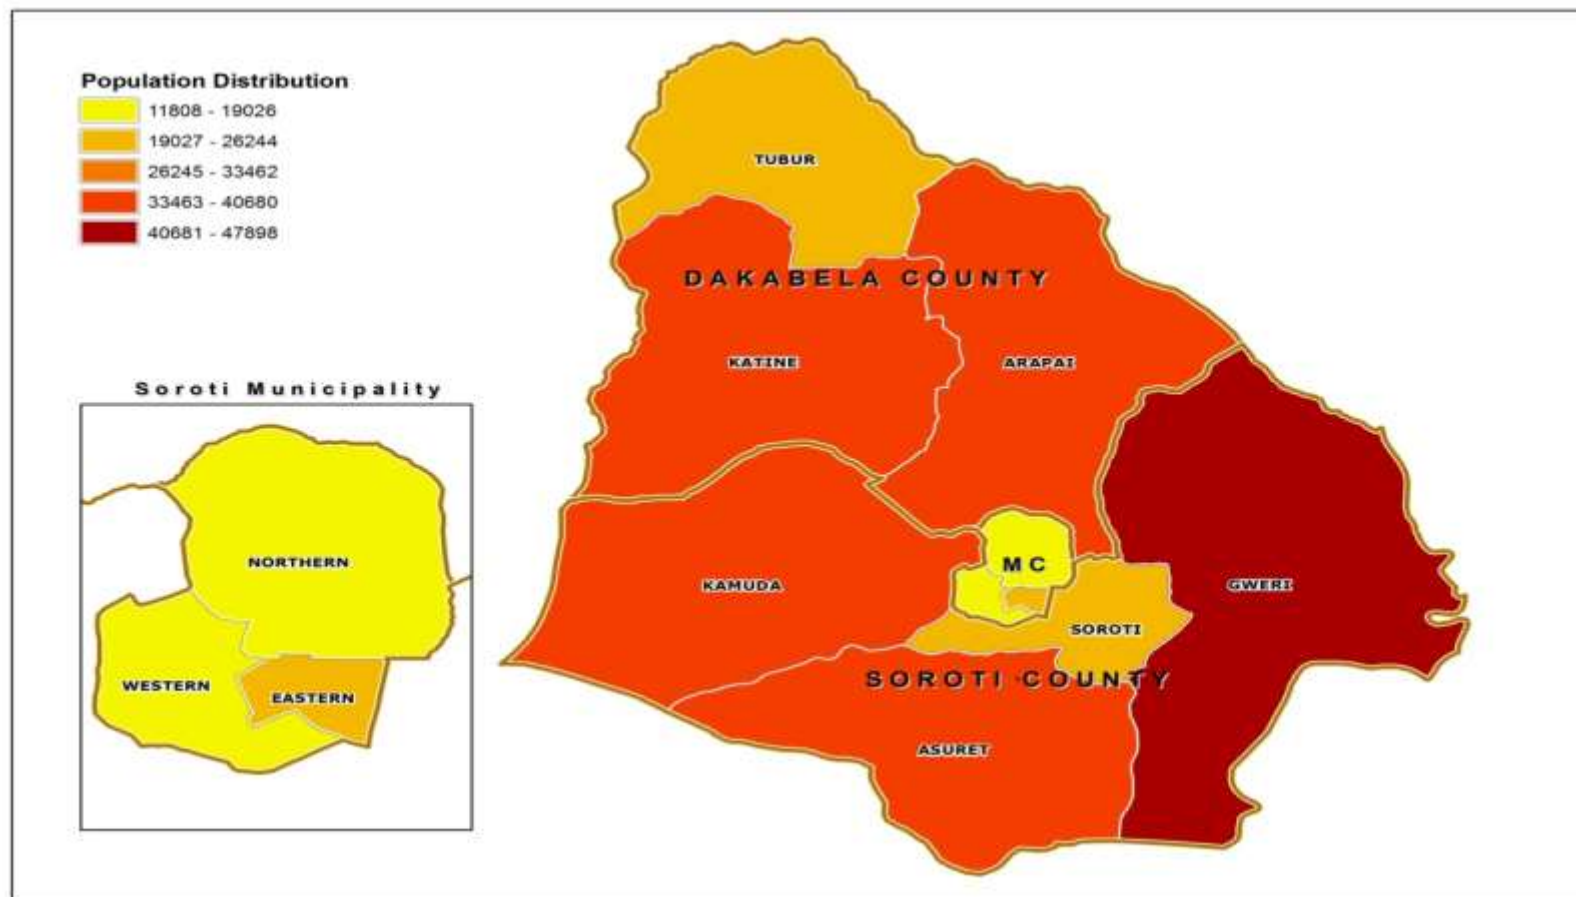 Population Distribution
11808 - 19026
19027 - 26244
26245 - 33462
33463 - 40680
40681 - 47898
TUBUR
DAKABELA COUNTY
KATINE
ARAPAI
Soroti Municipality
NORTHERN
WESTERN
EASTERN
MC
KAMUDA
GWERI
SOROTI
SOROTI COUNTY
ASURET